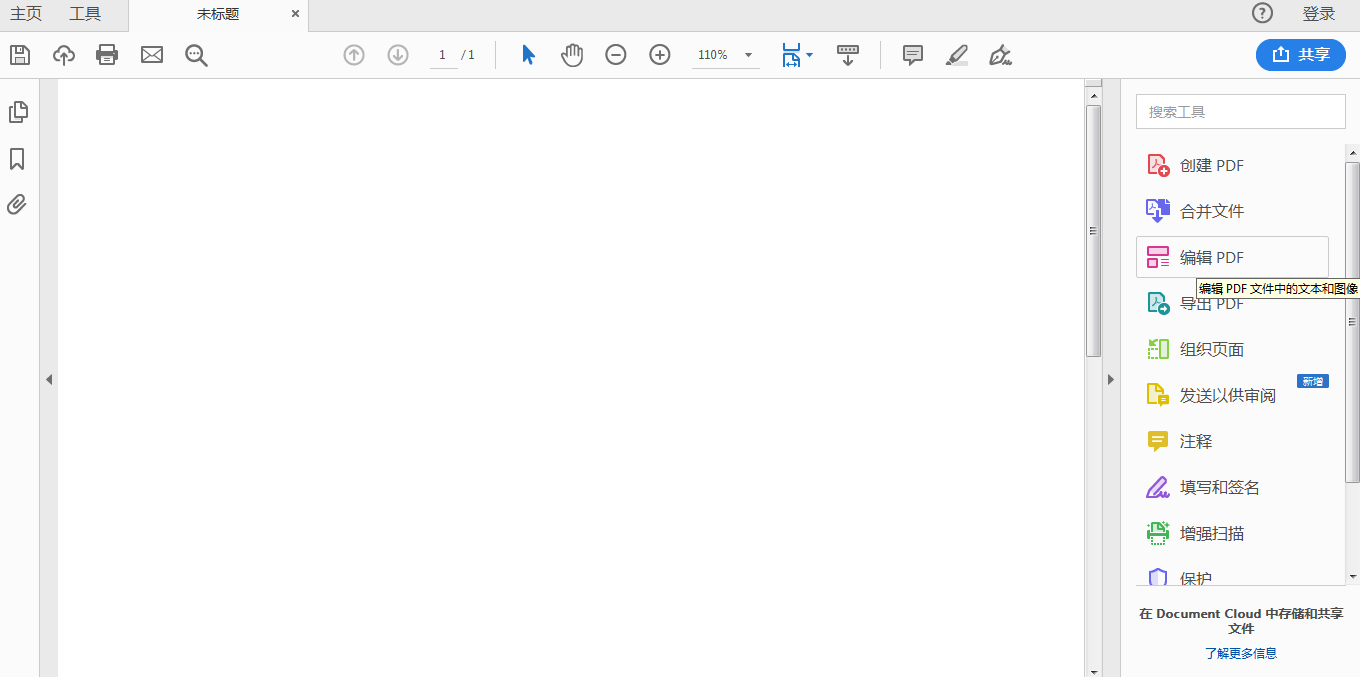 主页 工具 未标题 × 登录
1 / 1 110% 共享
搜索工具
创建 PDF
合并文件
编辑 PDF
编辑 PDF 文件中的文本和图像
导出 PDF
组织页面
新增
发送以供审阅
注释
填写和签名
增强扫描
保护
在 Document Cloud 中存储和共享
文件
了解更多信息